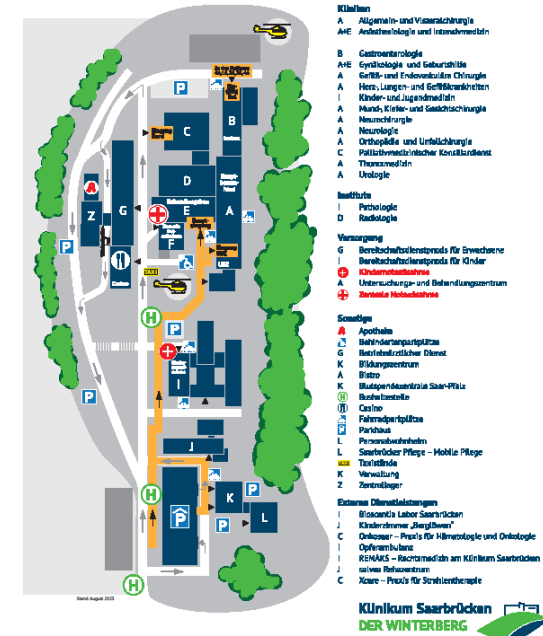 Kliniken
A Allgemein- und Viszeralchirurgie
A+E Anästhesiologie und Intensivmedizin
B Gastroenterologie
A+E Gynäkologie und Geburtshilfe
A Gefäß- und Endovaskuläre Chirurgie
A Herz-, Lungen- und Gefäßkrankheiten
I Kinder- und Jugendmedizin
A Mund-, Kiefer- und Gesichtschirurgie
A Neurochirurgie
A Neurologie
A Orthopädie und Unfallchirurgie
C Palliativmedizinischer Konsiliardienst
A Thoraxmedizin
A Urologie
Institute
I Pathologie
D Radiologie
Versorgung
G Bereitschaftsdienstpraxis für Erwachsene
I Bereitschaftsdienstpraxis für Kinder
Kindernotaufnahme
A Untersuchungs- und Behandlungszentrum
Zentrale Notaufnahme
Sonstige
A Apotheke
Behindertenparkplätze
G Betriebsärztlicher Dienst
K Bildungszentrum
A Bistro
K Blutspendezentrale Saar-Pfalz
H Bushaltestelle
Casino
Fahrradparkplätze
P Parkhaus
L Personalwohnheim
L Saarbrücker Pflege – Mobile Pflege
TAXI Taxistände
K Verwaltung
Z Zentrallager
Externe Dienstleistungen
I Bioscientia Labor Saarbrücken
J Kinderzimmer „Berglöwen“
C Onkosaar – Praxis für Hämatologie und Onkologie
I Opferambulanz
I REMAKS – Rechtsmedizin am Klinikum Saarbrücken
J salvea Rehazentrum
C Xcare – Praxis für Strahlentherapie
Klinikum Saarbrücken
DER WINTERBERG
P
B
C
D
A
Z
G
E
A
F
P
Casino
UBZ
TAXI
H
P
I
P
J
H
P
K
P
P
L
H
Stand: August 2025